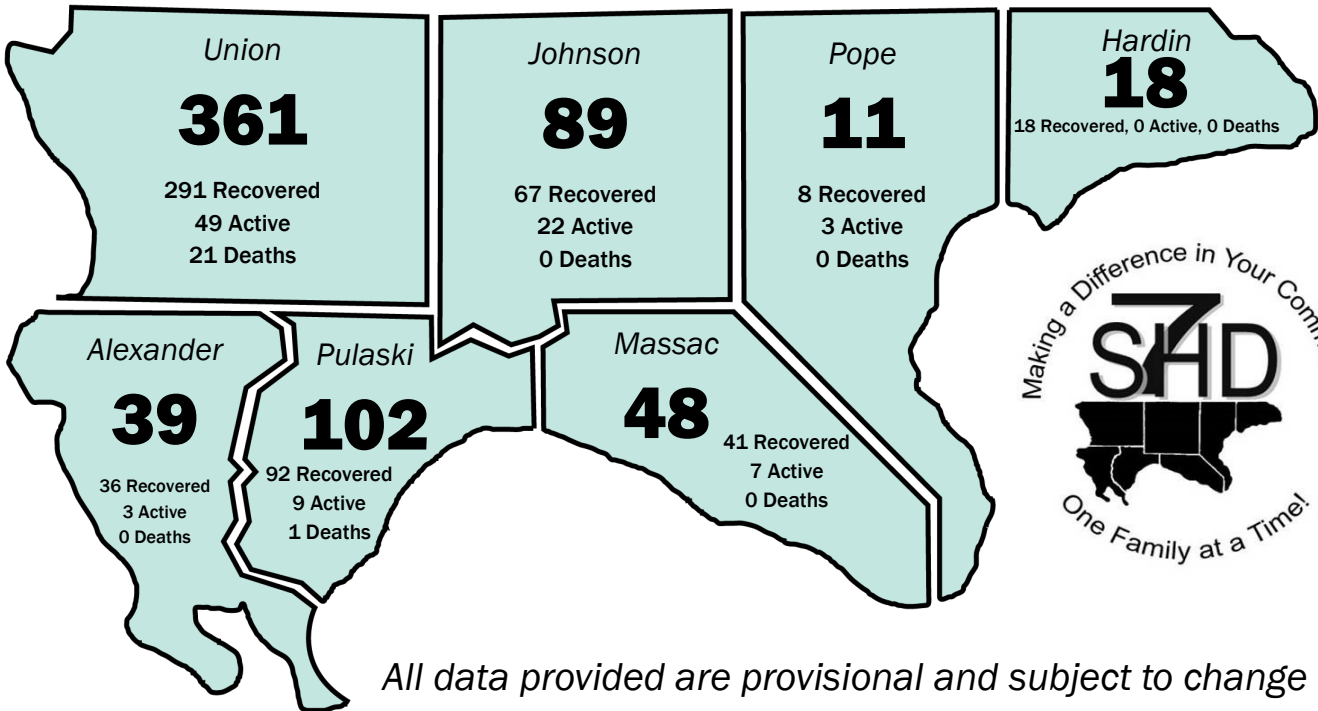 Union
361
291 Recovered
49 Active
21 Deaths
Johnson
89
67 Recovered
22 Active
0 Deaths
Pope
11
8 Recovered
3 Active
0 Deaths
Hardin
18
18 Recovered, 0 Active, 0 Deaths
Alexander
39
36 Recovered
3 Active
0 Deaths
Pulaski
102
92 Recovered
9 Active
1 Deaths
Massac
48
41 Recovered
7 Active
0 Deaths
Making a Difference in Your
S7HD
One Family at a Time!
All data provided are provisional and subject to change